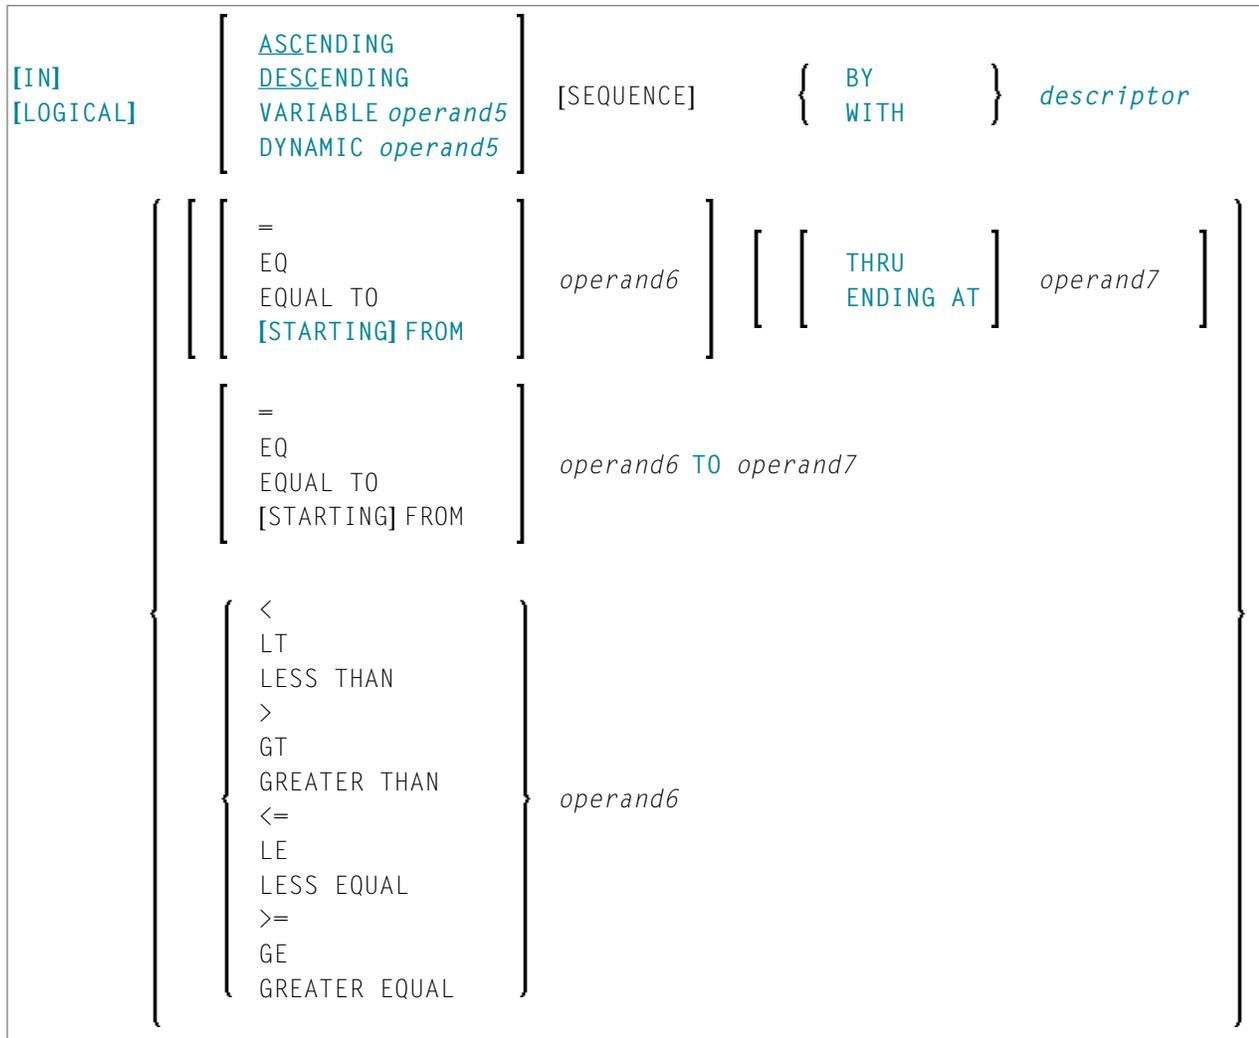 ASCENDING
[IN] DESCENDING [SEQUENCE] BY descriptor
[LOGICAL] VARIABLE operand5 WITH
DYNAMIC operand5
=
EQ THRU
EQUAL TO operand6 ENDING AT operand7
[STARTING] FROM
=
EQ
EQUAL TO operand6 TO operand7
[STARTING] FROM
<
LT
LESS THAN
>
GT
GREATER THAN
<= operand6
LE
LESS EQUAL
>=
GE
GREATER EQUAL